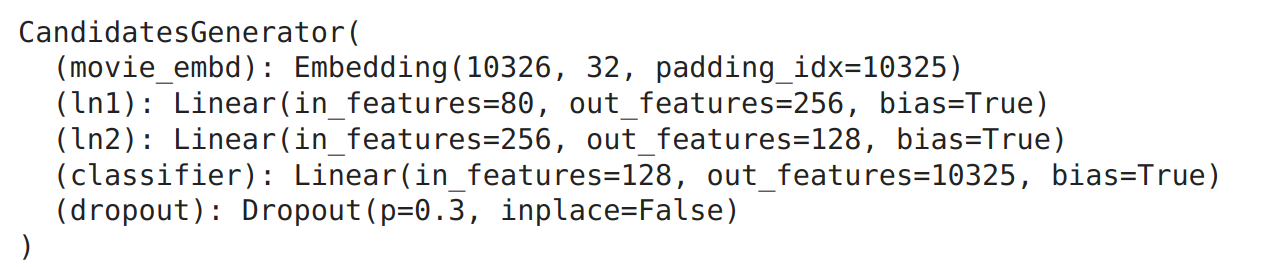 CandidatesGenerator(
  (movie_embd): Embedding(10326, 32, padding_idx=10325)
  (ln1): Linear(in_features=80, out_features=256, bias=True)
  (ln2): Linear(in_features=256, out_features=128, bias=True)
  (classifier): Linear(in_features=128, out_features=10325, bias=True)
  (dropout): Dropout(p=0.3, inplace=False)
)